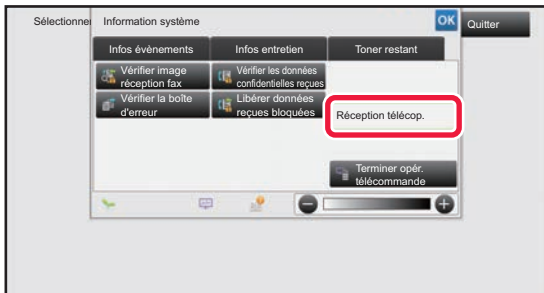 Sélectionne
Information système
OK
Quitter
Infos évènements
Infos entretien
Toner restant
Vérifier image
réception fax
Vérifier les données
confidentielles reçues
Vérifier la boîte
d'erreur
Libérer données
reçues bloquées
Réception télécop.
Terminer opér.
télécommande